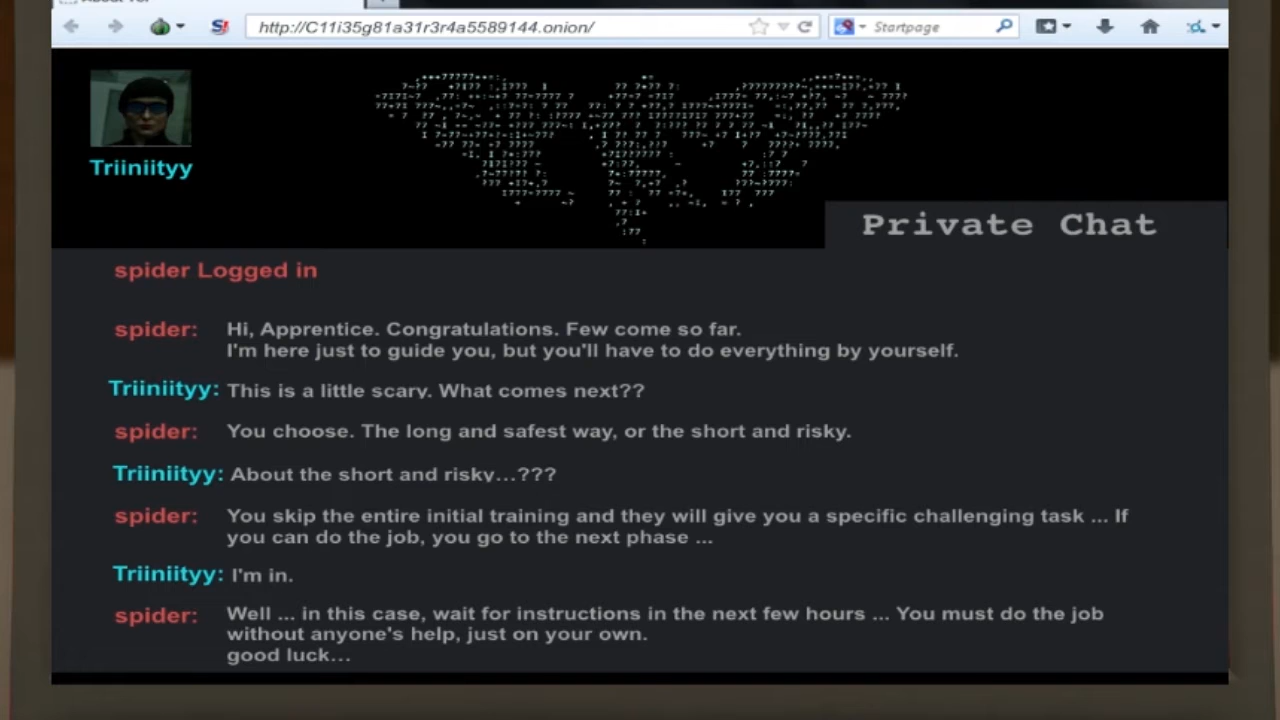 http://C11i35g81a31r3r4a5589144.onion/
Startpage
Triiniityy
Private Chat
spider Logged in
spider: Hi, Apprentice. Congratulations. Few come so far.
I'm here just to guide you, but you'll have to do everything by yourself.
Triiniityy: This is a little scary. What comes next??
spider: You choose. The long and safest way, or the short and risky.
Triiniityy: About the short and risky...???
spider: You skip the entire initial training and they will give you a specific challenging task ... If
you can do the job, you go to the next phase ...
Triiniityy: I'm in.
spider: Well ... in this case, wait for instructions in the next few hours ... You must do the job
without anyone's help, just on your own.
good luck...